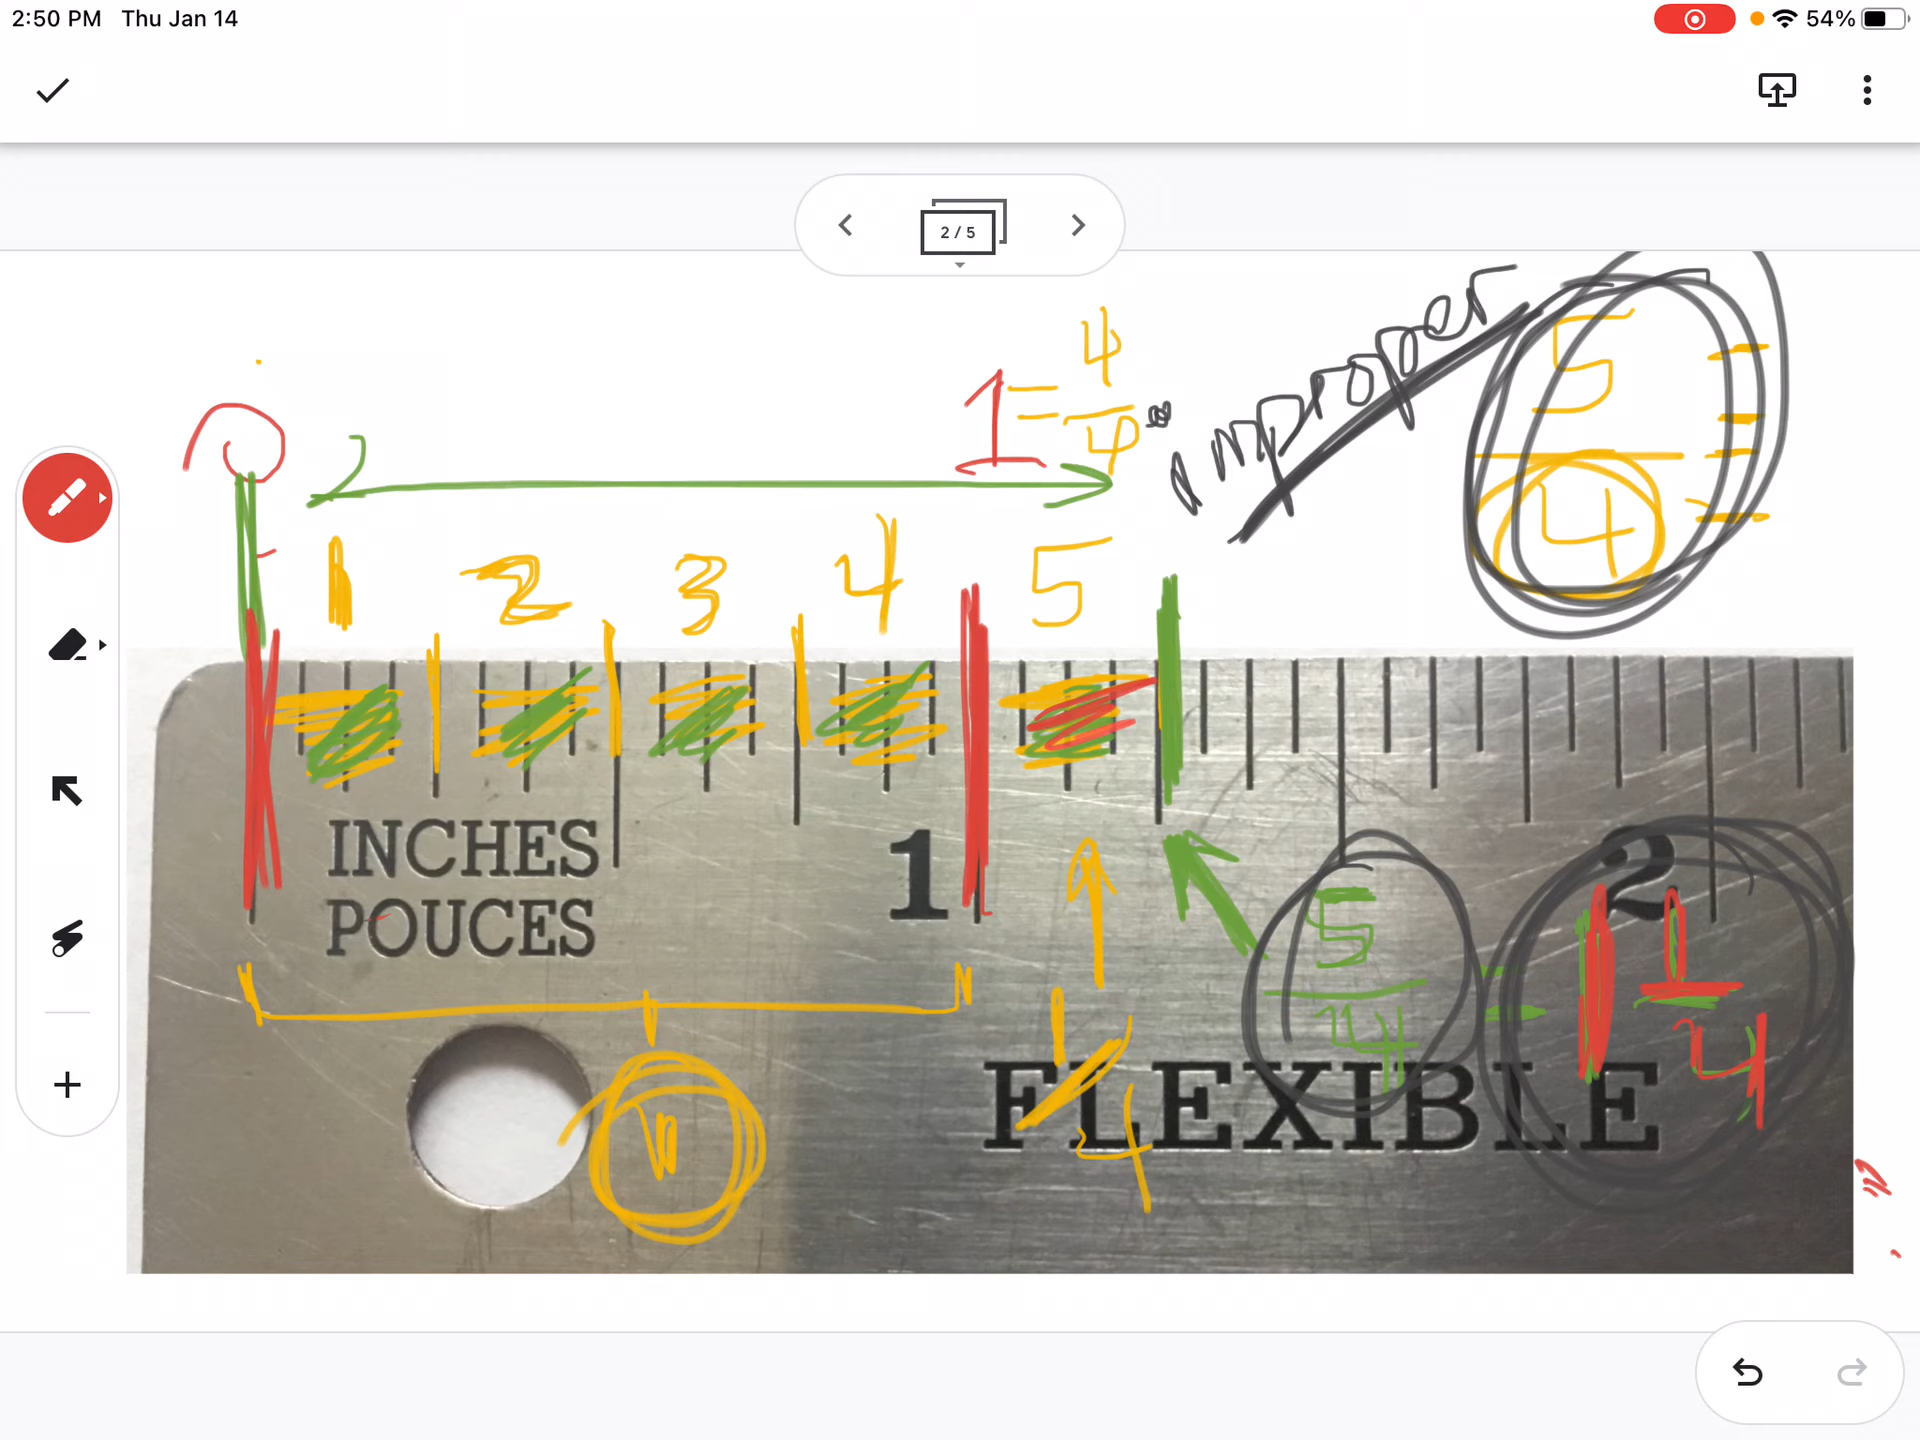 2:50 PM Thu Jan 14
54%
2 / 5
improper
1 = 4/4
5/4
1 2 3 4 5
INCHES
POUCES
1
2
5/4 = 1 1/4
1/4
FLEXIBLE